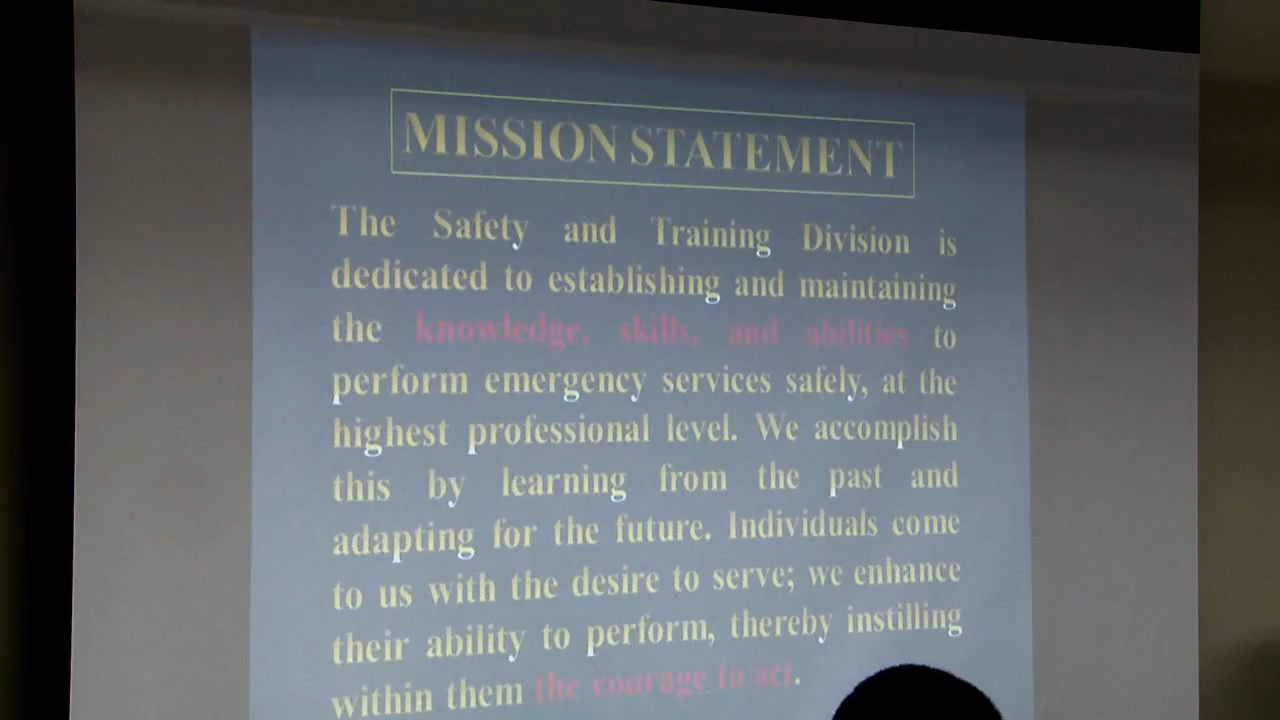 MISSION STATEMENT
The Safety and Training Division is
dedicated to establishing and maintaining
the knowledge, skills, and abilities to
perform emergency services safely, at the
highest professional level. We accomplish
this by learning from the past and
adapting for the future. Individuals come
to us with the desire to serve; we enhance
their ability to perform, thereby instilling
within them the courage to act.